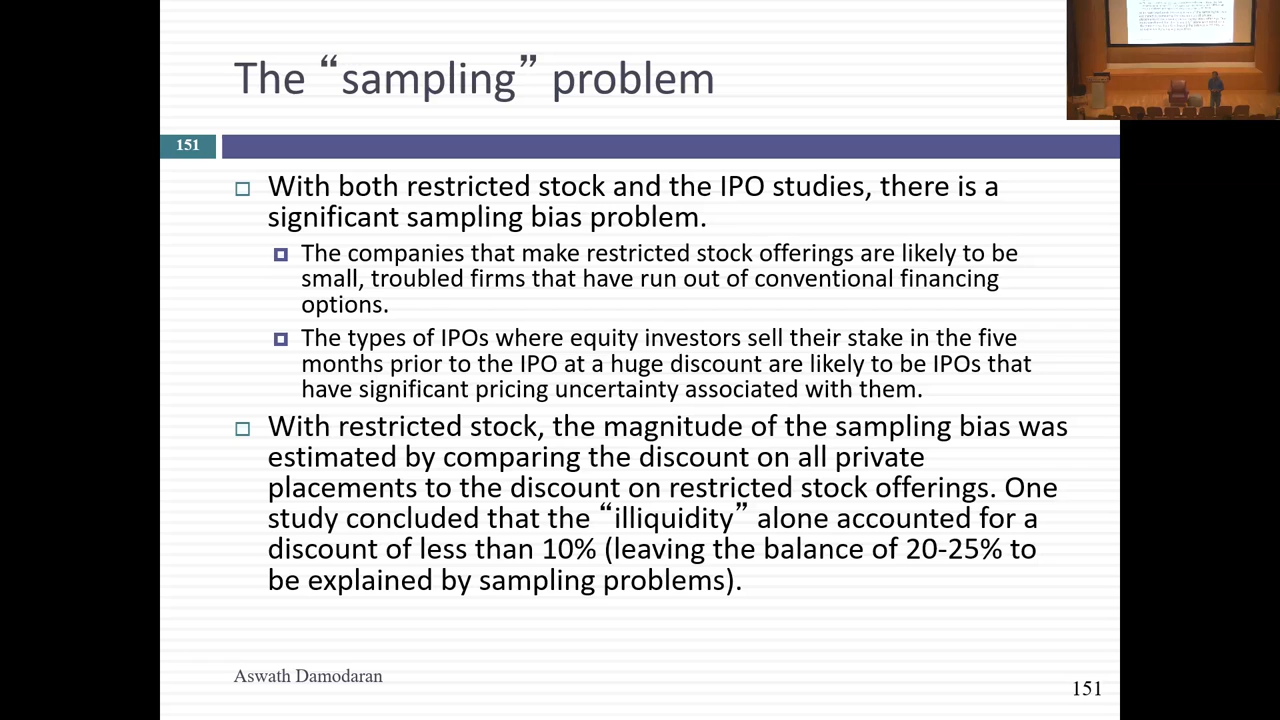 The “sampling” problem
151
With both restricted stock and the IPO studies, there is a
significant sampling bias problem.
The companies that make restricted stock offerings are likely to be
small, troubled firms that have run out of conventional financing
options.
The types of IPOs where equity investors sell their stake in the five
months prior to the IPO at a huge discount are likely to be IPOs that
have significant pricing uncertainty associated with them.
With restricted stock, the magnitude of the sampling bias was
estimated by comparing the discount on all private
placements to the discount on restricted stock offerings. One
study concluded that the “illiquidity” alone accounted for a
discount of less than 10% (leaving the balance of 20-25% to
be explained by sampling problems).
Aswath Damodaran
151